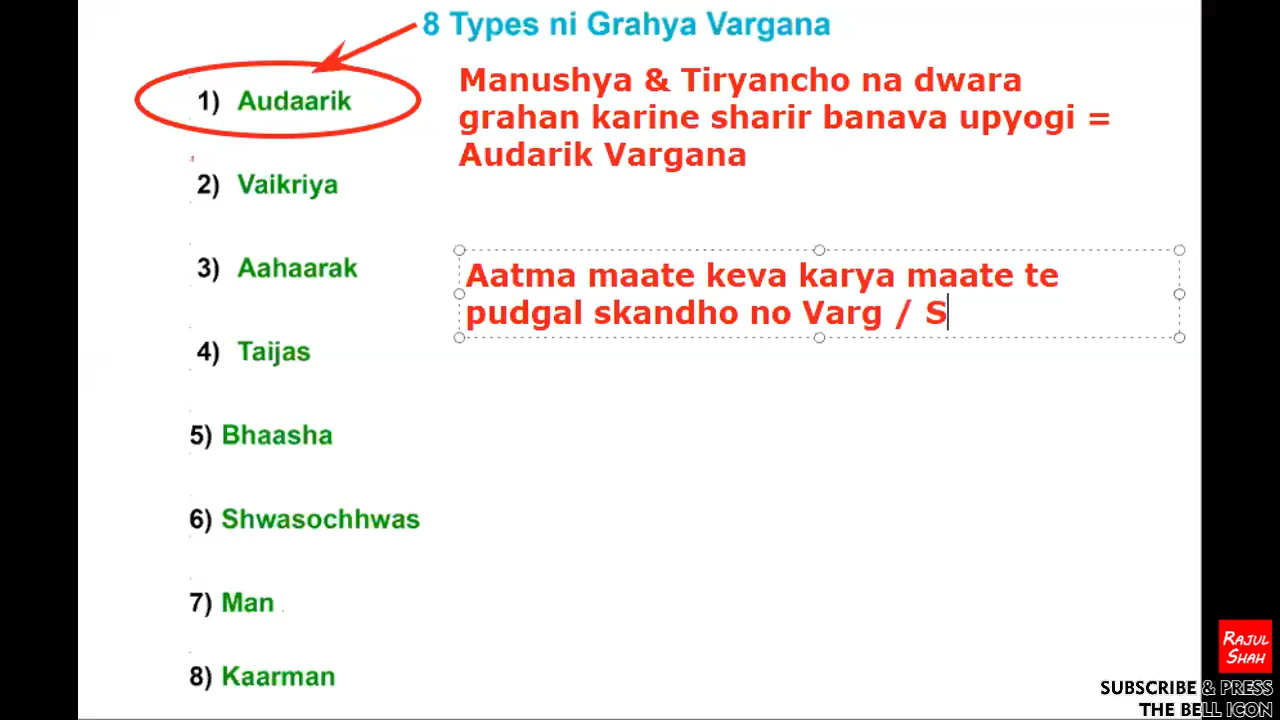 8 Types ni Grahya Vargana
1) Audaarik
Manushya & Tiryancho na dwara
grahan karine sharir banava upyogi =
Audarik Vargana
2) Vaikriya
3) Aahaarak
Aatma maate keva karya maate te
pudgal skandho no Varg / S
4) Taijas
5) Bhaasha
6) Shwasochhwas
7) Man
8) Kaarman
RAJUL
SHAH
SUBSCRIBE & PRESS
THE BELL ICON